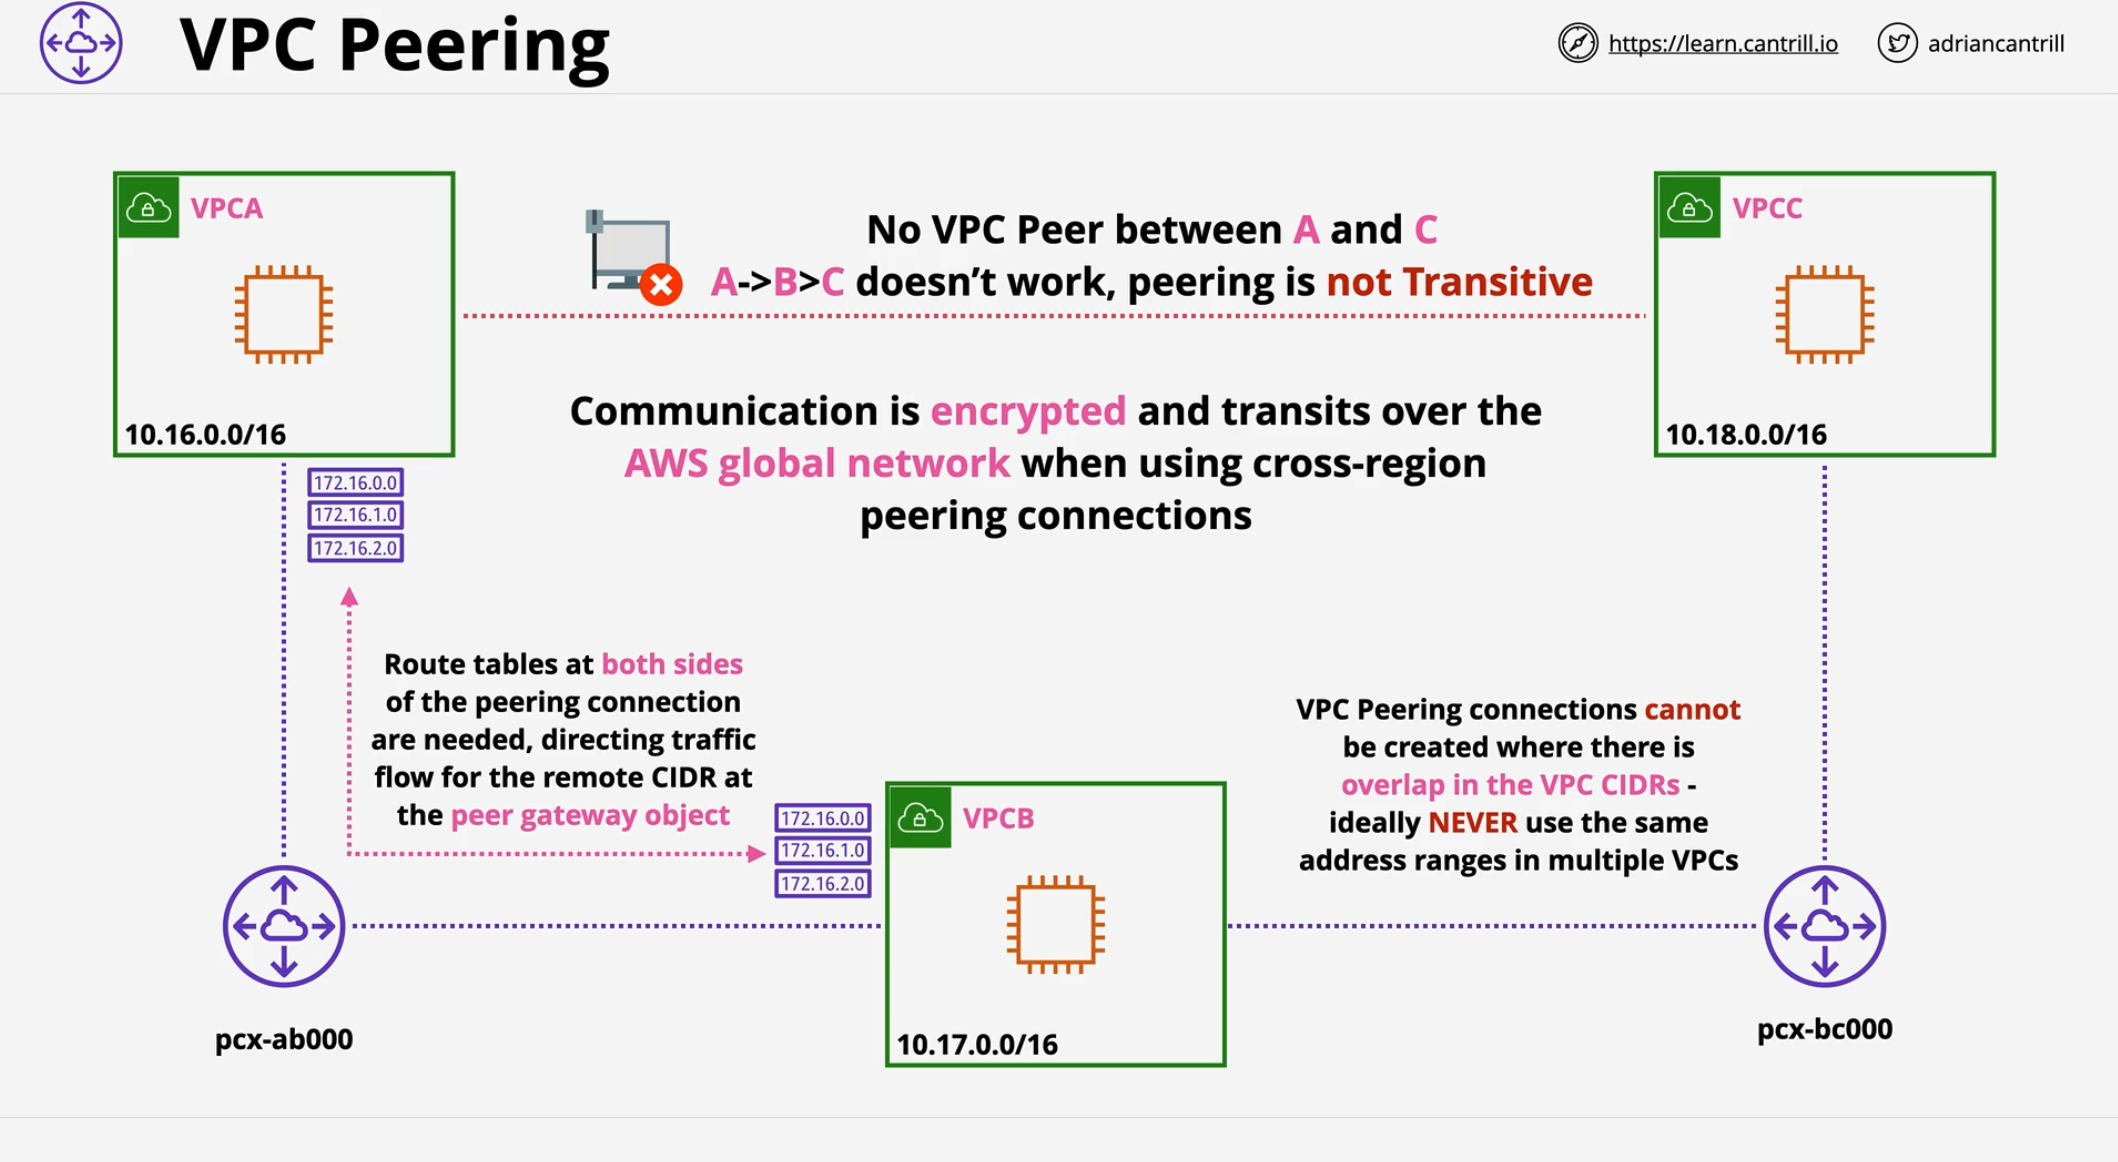 VPC Peering
https://learn.cantrill.io
adriancantrill
VPCA
10.16.0.0/16
No VPC Peer between A and C
A->B>C doesn’t work, peering is not Transitive
VPCC
10.18.0.0/16
Communication is encrypted and transits over the
AWS global network when using cross-region
peering connections
172.16.0.0
172.16.1.0
172.16.2.0
Route tables at both sides
of the peering connection
are needed, directing traffic
flow for the remote CIDR at
the peer gateway object
172.16.0.0
172.16.1.0
172.16.2.0
VPCB
10.17.0.0/16
VPC Peering connections cannot
be created where there is
overlap in the VPC CIDRs -
ideally NEVER use the same
address ranges in multiple VPCs
pcx-ab000
pcx-bc000